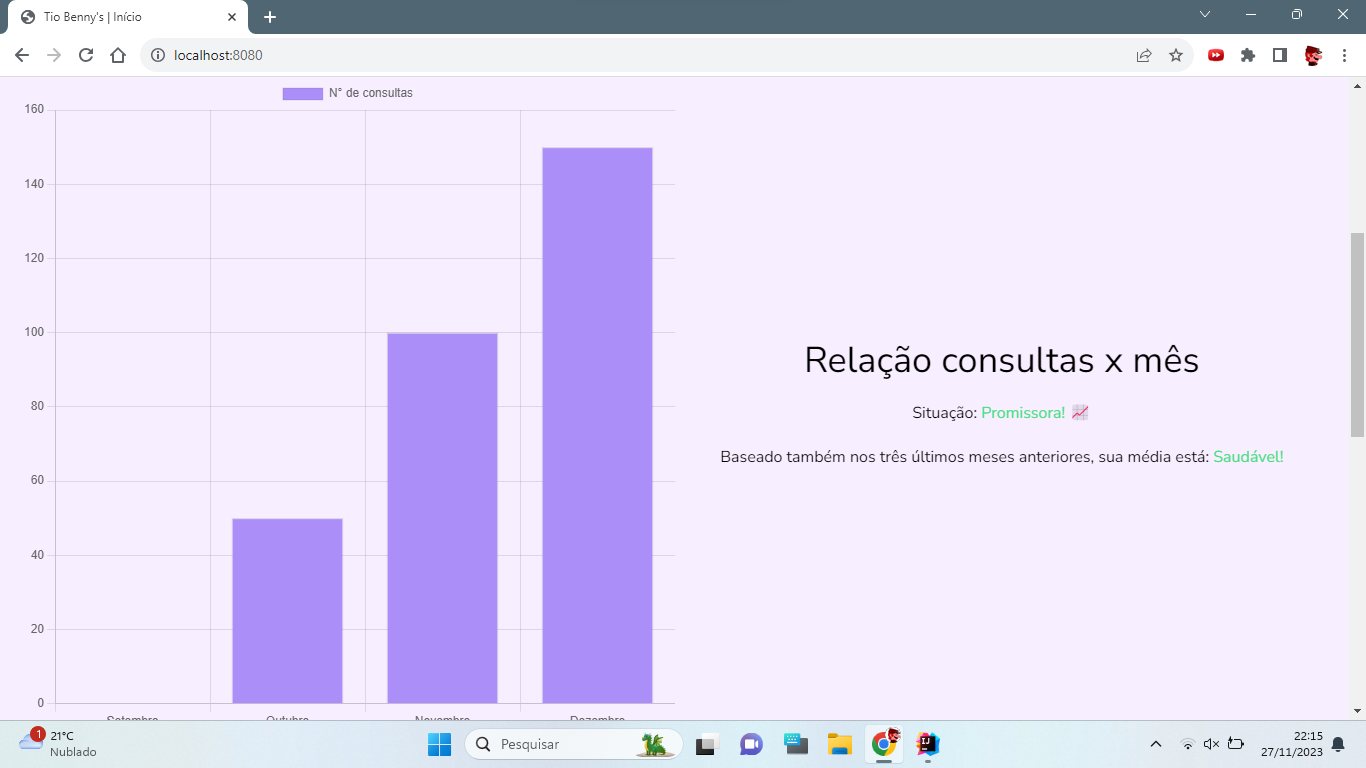 Tio Benny's | Início
localhost:8080
N° de consultas
160
140
120
100
80
60
40
20
0
Setembro
Outubro
Novembro
Dezembro
Relação consultas x mês
Situação: Promissora! 📈
Baseado também nos três últimos meses anteriores, sua média está: Saudável!
1
21°C
Nublado
Pesquisar
22:15
27/11/2023